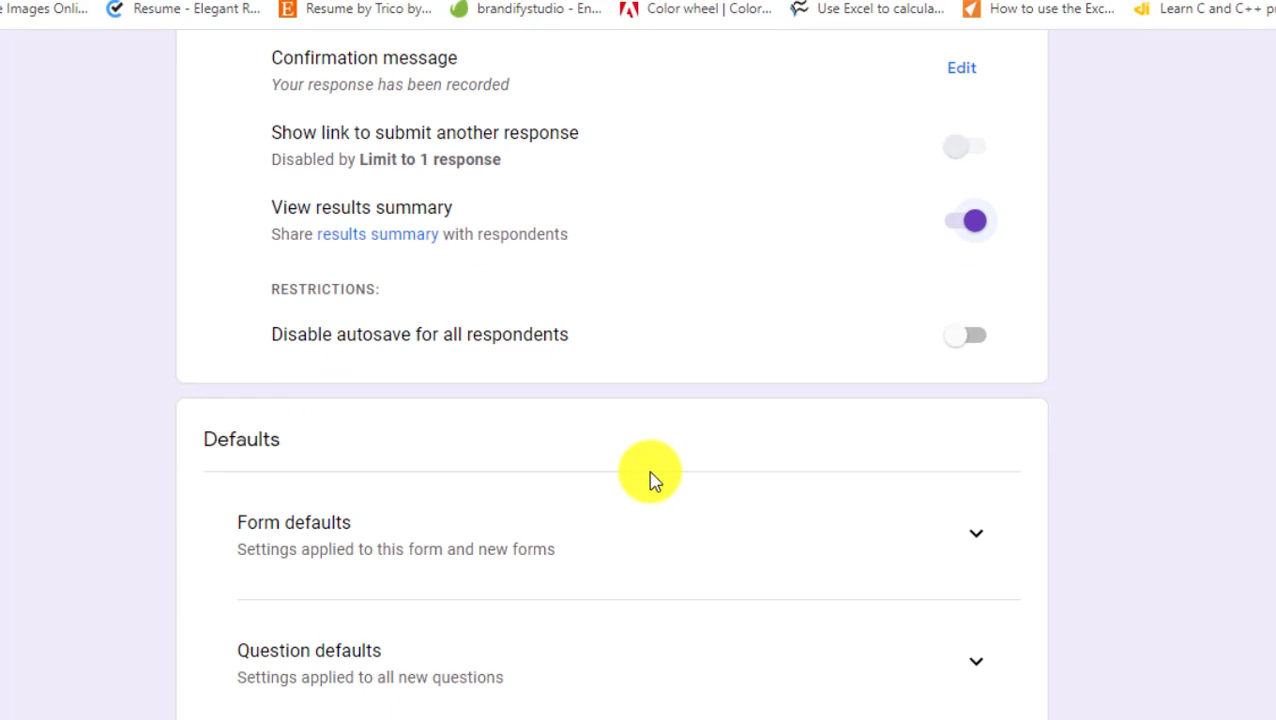 e Images Onli... Resume - Elegant R... Resume by Trico by... brandifystudio - En... Color wheel | Color... Use Excel to calcula... How to use the Exc... Learn C and C++ pr
Confirmation message
Edit
Your response has been recorded
Show link to submit another response
Disabled by Limit to 1 response
View results summary
Share results summary with respondents
RESTRICTIONS:
Disable autosave for all respondents
Defaults
Form defaults
Settings applied to this form and new forms
Question defaults
Settings applied to all new questions